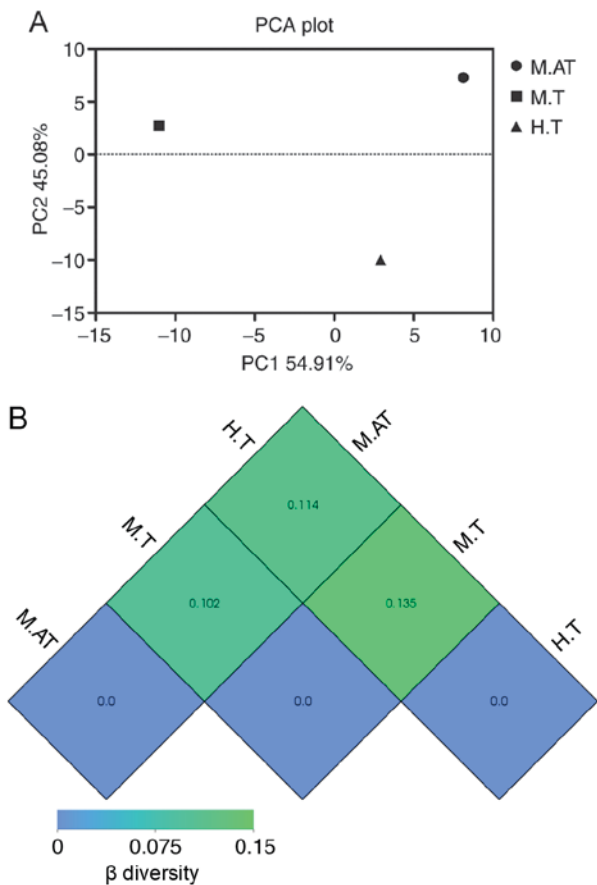 A
PCA plot
10
5
0
−5
−10
−15
PC2 45.08%
−15
−10
−5
0
5
10
PC1 54.91%
M.AT
M.T
H.T
B
H.T
M.AT
0.114
M.T
M.T
0.102
0.135
M.AT
H.T
0.0
0.0
0.0
0
0.075
0.15
β diversity